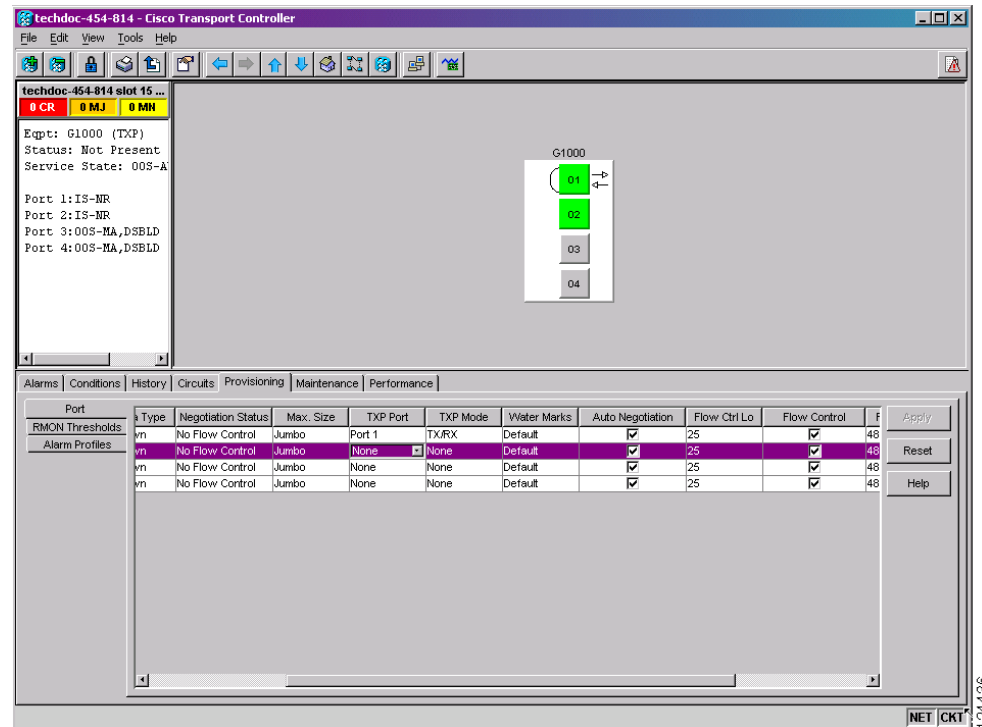 techdoc-454-814 - Cisco Transport Controller
File Edit View Tools Help
techdoc-454-814 slot 15 ...
0 CR 0 MJ 0 MN
Eqpt: G1000 (TXP)
Status: Not Present
Service State: OOS-A
Port 1:IS-NR
Port 2:IS-NR
Port 3:OOS-MA,DSBLD
Port 4:OOS-MA,DSBLD
G1000
01
02
03
04
Alarms Conditions History Circuits Provisioning Maintenance Performance
Port
RMON Thresholds
Alarm Profiles
Type Negotiation Status Max. Size TXP Port TXP Mode Water Marks Auto Negotiation Flow Ctrl Lo Flow Control F
wn No Flow Control Jumbo Port 1 TX/RX Default 25 48
wn No Flow Control Jumbo None None Default 25 48
wn No Flow Control Jumbo None None Default 25 48
wn No Flow Control Jumbo None None Default 25 48
Apply
Reset
Help
NET CKT